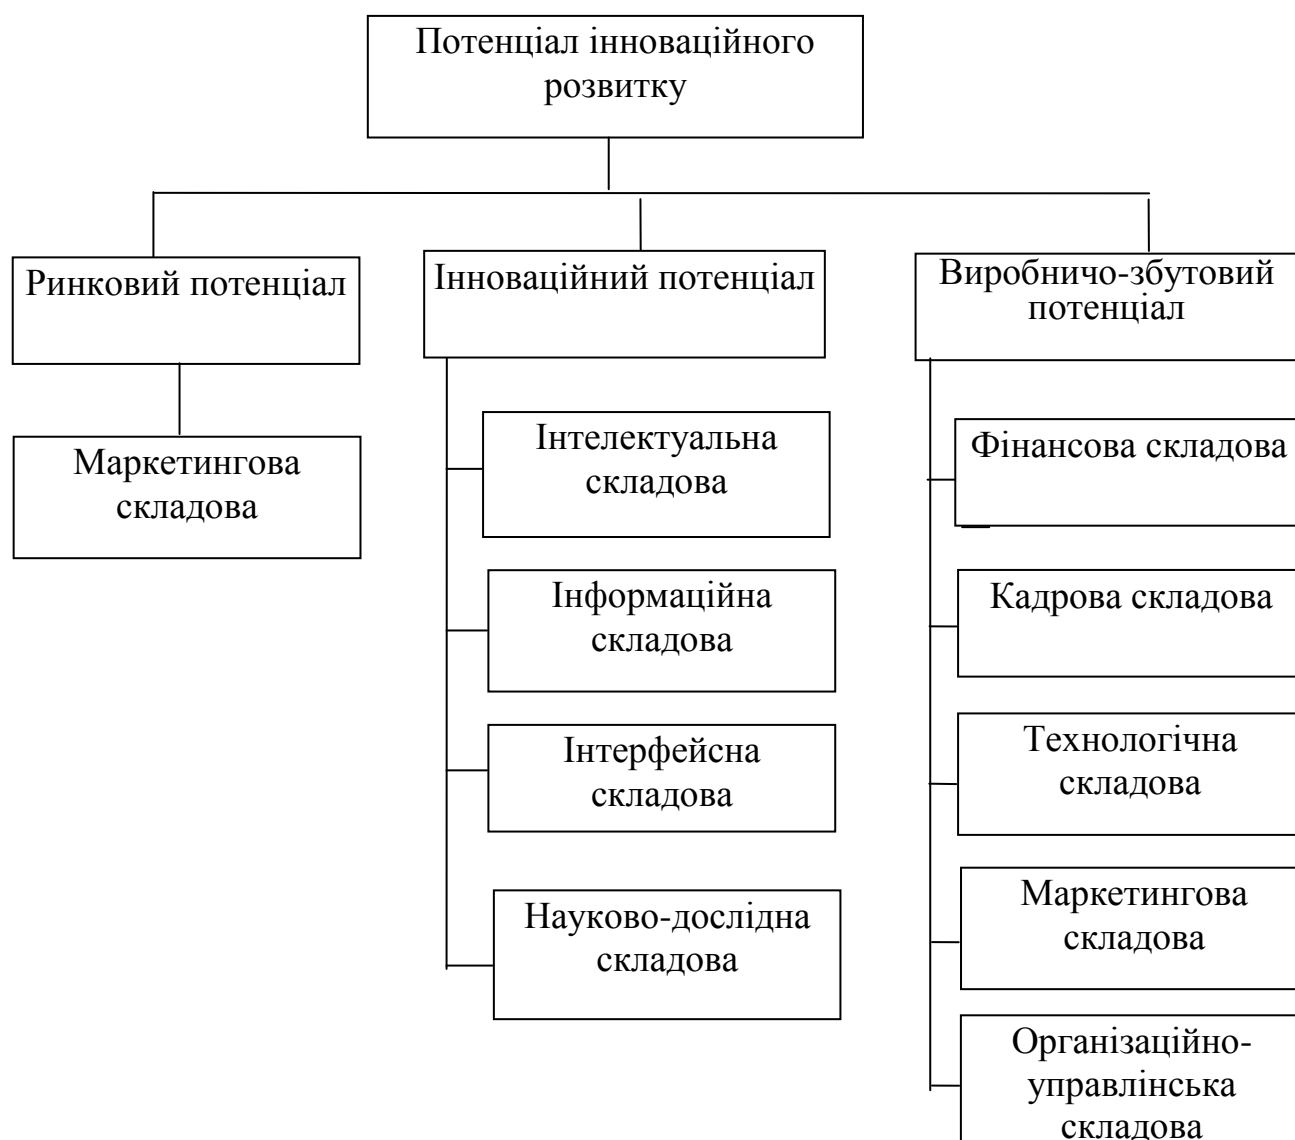 Потенціал інноваційного
розвитку
Ринковий потенціал
Інноваційний потенціал
Виробничо-збутовий
потенціал
Маркетингова
складова
Інтелектуальна
складова
Інформаційна
складова
Інтерфейсна
складова
Науково-дослідна
складова
Фінансова складова
Кадрова складова
Технологічна
складова
Маркетингова
складова
Організаційно-
управлінська
складова